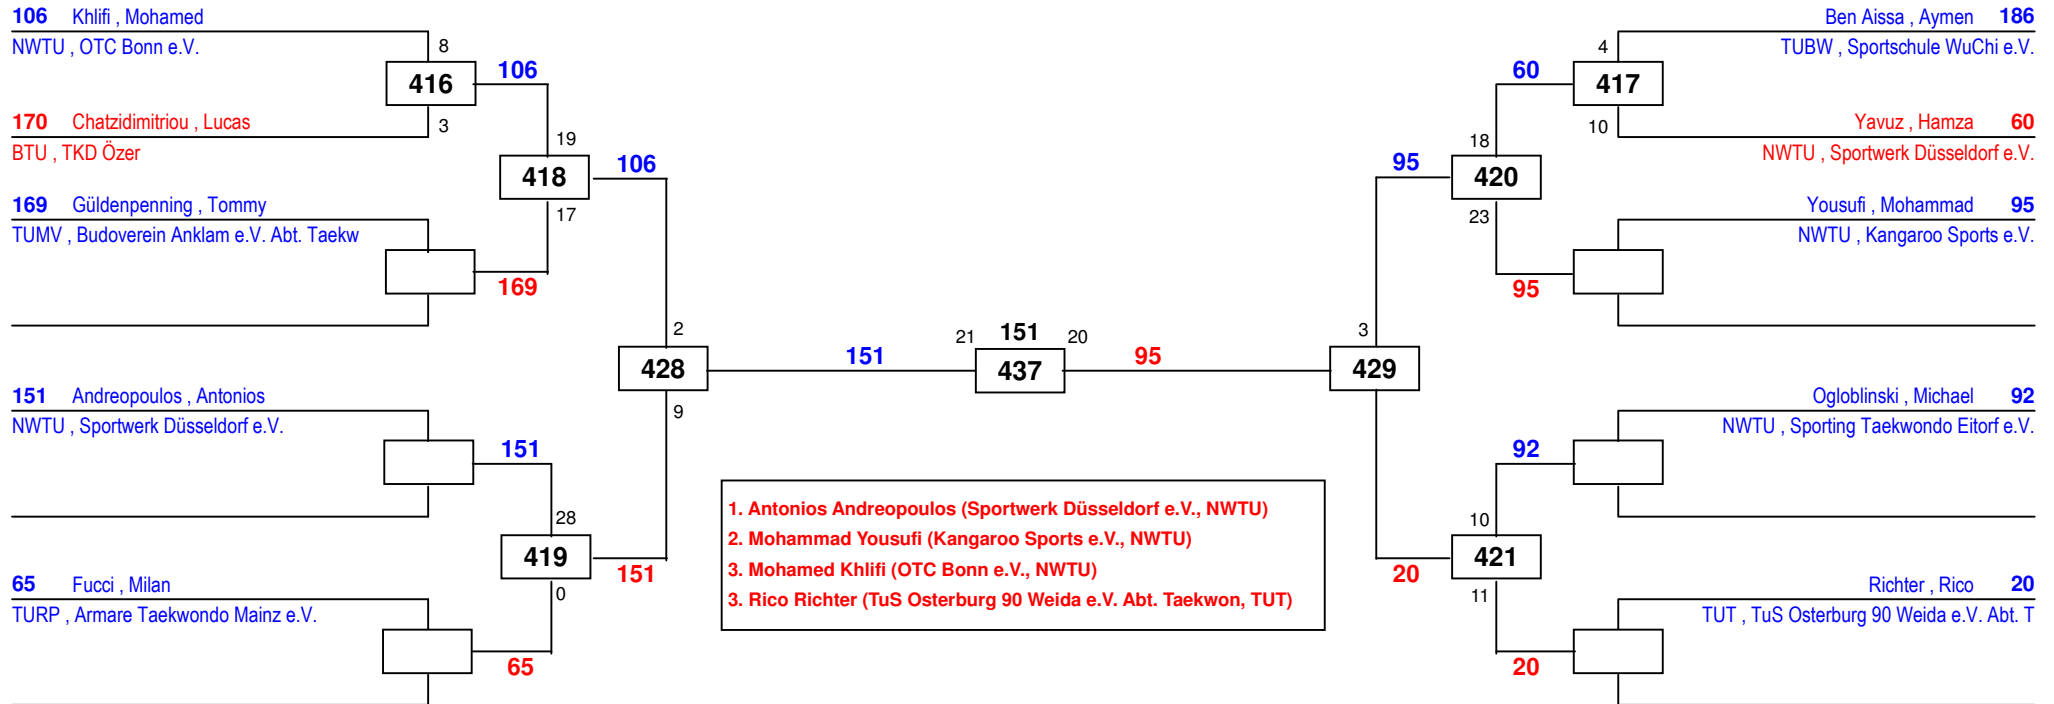 106 Khlifi , Mohamed
NWTU , OTC Bonn e.V.
8
416
106
3
170 Chatzidimitriou , Lucas
BTU , TKD Özer
19
418
106
17
169 Güldenpenning , Tommy
TUMV , Budoverein Anklam e.V. Abt. Taekw
169
2
428
9
151 Andreopoulos , Antonios
NWTU , Sportwerk Düsseldorf e.V.
151
28
419
151
0
65 Fucci , Milan
TURP , Armare Taekwondo Mainz e.V.
65
151
21
151
20
437
95
1. Antonios Andreopoulos (Sportwerk Düsseldorf e.V., NWTU)
2. Mohammad Yousufi (Kangaroo Sports e.V., NWTU)
3. Mohamed Khlifi (OTC Bonn e.V., NWTU)
3. Rico Richter (TuS Osterburg 90 Weida e.V. Abt. Taekwon, TUT)
Ben Aissa , Aymen 186
TUBW , Sportschule WuChi e.V.
4
60
417
10
Yavuz , Hamza 60
NWTU , Sportwerk Düsseldorf e.V.
18
95
420
23
Yousufi , Mohammad 95
NWTU , Kangaroo Sports e.V.
95
3
429
Ogloblinski , Michael 92
NWTU , Sporting Taekwondo Eitorf e.V.
92
10
421
20
11
Richter , Rico 20
TUT , TuS Osterburg 90 Weida e.V. Abt. T
20